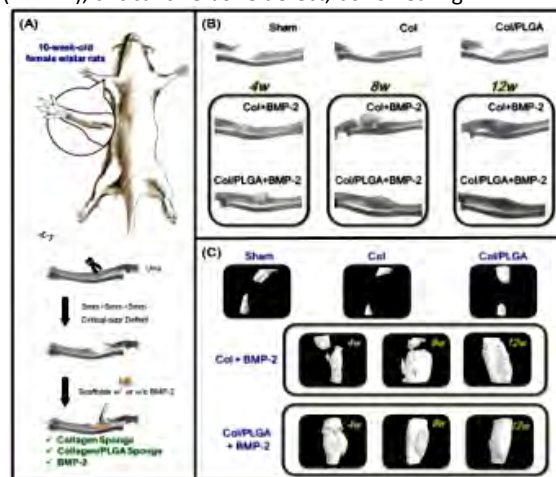 (A)
10-week-old
female wistar rats
Ulna
5mm×5mm×5mm
Critical-size Defect
Scaffolds w/ or w/o BMP-2
✓ Collagen Sponge
✓ Collagen/PLGA Sponge
✓ BMP-2
(B)
Sham
Col
Col/PLGA
4w
8w
12w
Col+BMP-2
Col+BMP-2
Col+BMP-2
Col/PLGA+BMP-2
Col/PLGA+BMP-2
Col/PLGA+BMP-2
(C)
Sham
Col
Col/PLGA
Col + BMP-2
4w
8w
12w
Col/PLGA
+ BMP-2
4w
8w
12w